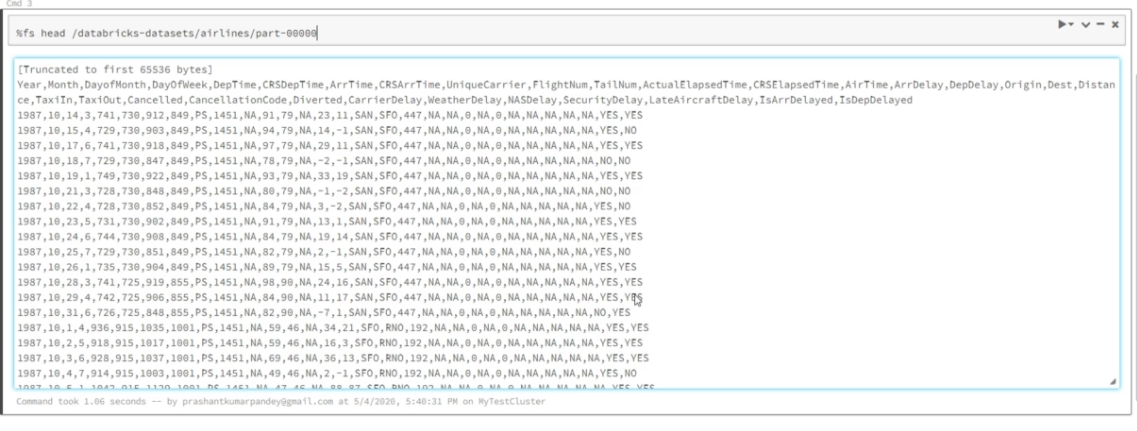 Cmd 3
%fs head /databricks-datasets/airlines/part-00000
[Truncated to first 65536 bytes]
Year,Month,DayofMonth,DayOfWeek,DepTime,CRSDepTime,ArrTime,CRSArrTime,UniqueCarrier,FlightNum,TailNum,ActualElapsedTime,CRSElapsedTime,AirTime,ArrDelay,DepDelay,Origin,Dest,Distan
ce,TaxiIn,TaxiOut,Cancelled,CancellationCode,Diverted,CarrierDelay,WeatherDelay,NASDelay,SecurityDelay,LateAircraftDelay,IsArrDelayed,IsDepDelayed
1987,10,14,3,741,730,912,849,PS,1451,NA,91,79,NA,23,11,SAN,SFO,447,NA,NA,0,NA,0,NA,NA,NA,NA,NA,YES,YES
1987,10,15,4,729,730,903,849,PS,1451,NA,94,79,NA,14,-1,SAN,SFO,447,NA,NA,0,NA,0,NA,NA,NA,NA,NA,YES,NO
1987,10,17,6,741,730,918,849,PS,1451,NA,97,79,NA,29,11,SAN,SFO,447,NA,NA,0,NA,0,NA,NA,NA,NA,NA,YES,YES
1987,10,18,7,729,730,847,849,PS,1451,NA,78,79,NA,-2,-1,SAN,SFO,447,NA,NA,0,NA,0,NA,NA,NA,NA,NA,NO,NO
1987,10,19,1,749,730,922,849,PS,1451,NA,93,79,NA,33,19,SAN,SFO,447,NA,NA,0,NA,0,NA,NA,NA,NA,NA,YES,YES
1987,10,21,3,728,730,848,849,PS,1451,NA,80,79,NA,-1,-2,SAN,SFO,447,NA,NA,0,NA,0,NA,NA,NA,NA,NA,NO,NO
1987,10,22,4,728,730,852,849,PS,1451,NA,84,79,NA,3,-2,SAN,SFO,447,NA,NA,0,NA,0,NA,NA,NA,NA,NA,YES,NO
1987,10,23,5,731,730,902,849,PS,1451,NA,91,79,NA,13,1,SAN,SFO,447,NA,NA,0,NA,0,NA,NA,NA,NA,NA,YES,YES
1987,10,24,6,744,730,908,849,PS,1451,NA,84,79,NA,19,14,SAN,SFO,447,NA,NA,0,NA,0,NA,NA,NA,NA,NA,YES,YES
1987,10,25,7,729,730,851,849,PS,1451,NA,82,79,NA,2,-1,SAN,SFO,447,NA,NA,0,NA,0,NA,NA,NA,NA,NA,YES,NO
1987,10,26,1,735,730,904,849,PS,1451,NA,89,79,NA,15,5,SAN,SFO,447,NA,NA,0,NA,0,NA,NA,NA,NA,NA,YES,YES
1987,10,28,3,741,725,919,855,PS,1451,NA,98,90,NA,24,16,SAN,SFO,447,NA,NA,0,NA,0,NA,NA,NA,NA,NA,YES,YES
1987,10,29,4,742,725,906,855,PS,1451,NA,84,90,NA,11,17,SAN,SFO,447,NA,NA,0,NA,0,NA,NA,NA,NA,NA,YES,YES
1987,10,31,6,726,725,848,855,PS,1451,NA,82,90,NA,-7,1,SAN,SFO,447,NA,NA,0,NA,0,NA,NA,NA,NA,NA,NO,YES
1987,10,1,4,936,915,1035,1001,PS,1451,NA,59,46,NA,34,21,SFO,RNO,192,NA,NA,0,NA,0,NA,NA,NA,NA,NA,YES,YES
1987,10,2,5,918,915,1017,1001,PS,1451,NA,59,46,NA,16,3,SFO,RNO,192,NA,NA,0,NA,0,NA,NA,NA,NA,NA,YES,YES
1987,10,3,6,928,915,1037,1001,PS,1451,NA,69,46,NA,36,13,SFO,RNO,192,NA,NA,0,NA,0,NA,NA,NA,NA,NA,YES,YES
1987,10,4,7,914,915,1003,1001,PS,1451,NA,49,46,NA,2,-1,SFO,RNO,192,NA,NA,0,NA,0,NA,NA,NA,NA,NA,YES,NO
Command took 1.06 seconds -- by prashantkumarpandey@gmail.com at 5/4/2020, 5:40:31 PM on MyTestCluster